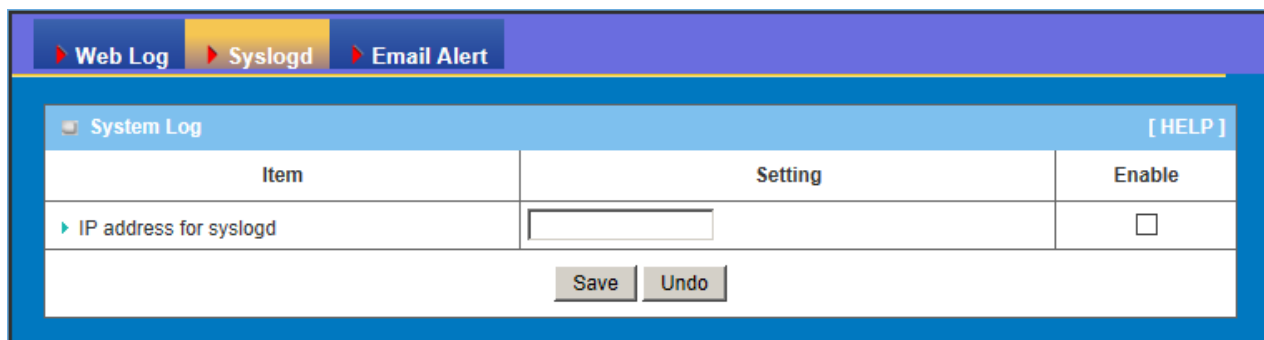 Web Log Syslogd Email Alert
System Log [ HELP ]
Item Setting Enable
IP address for syslogd
Save Undo